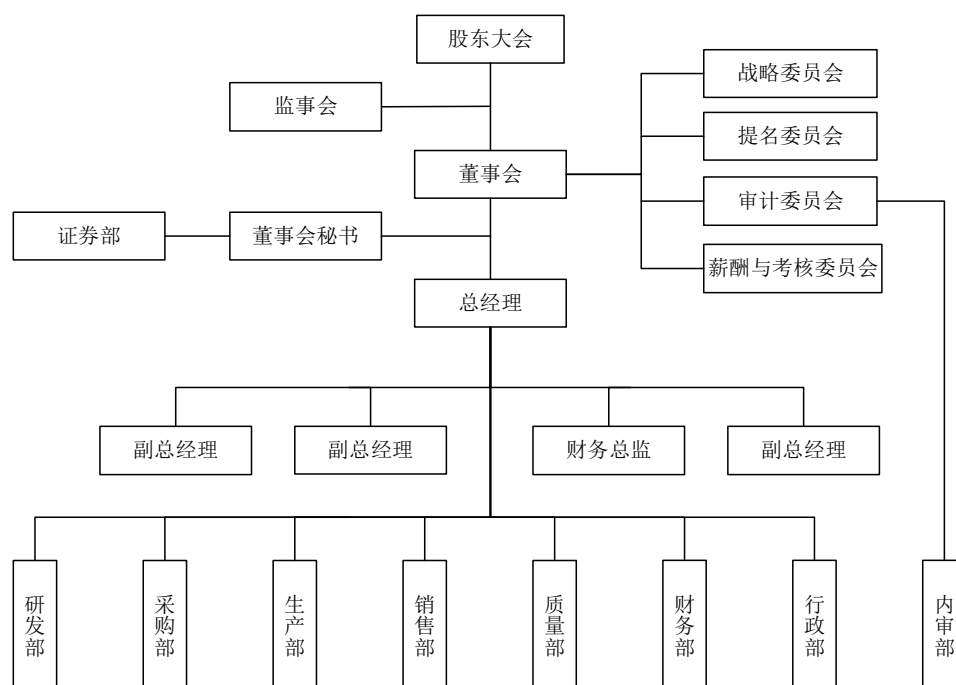 股东大会
战略委员会
监事会
提名委员会
董事会
审计委员会
证券部
董事会秘书
薪酬与考核委员会
总经理
副总经理
副总经理
财务总监
副总经理
研发部
采购部
生产部
销售部
质量部
财务部
行政部
内审部